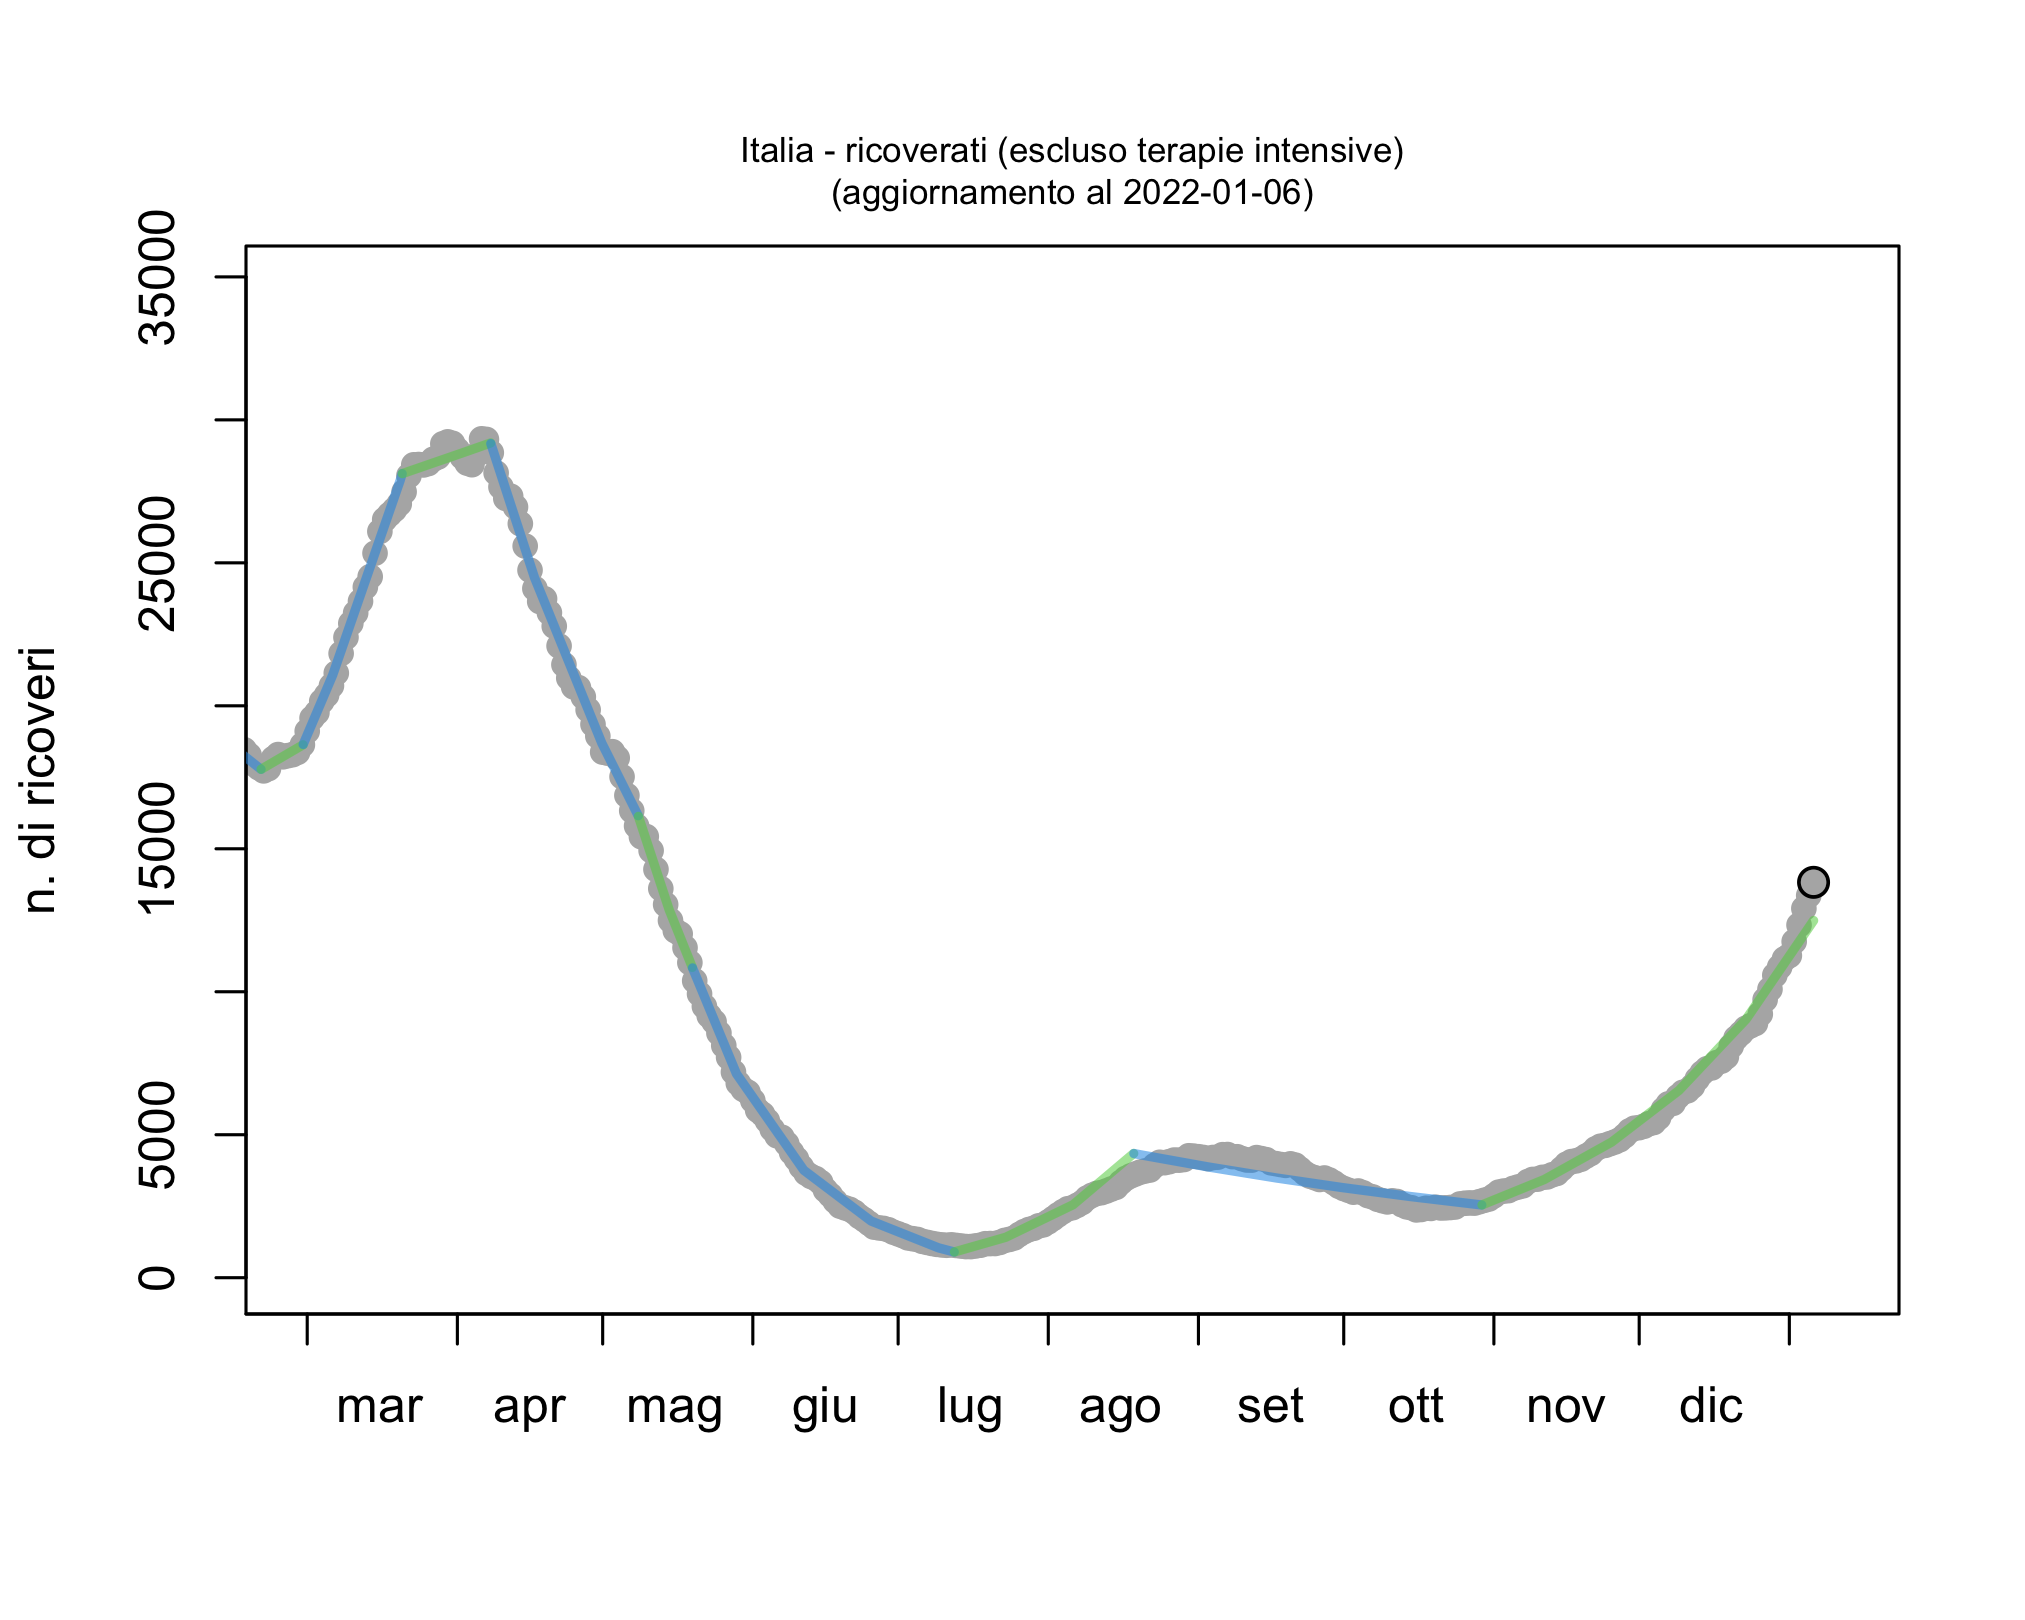 Italia - ricoverati (escluso terapie intensive)
(aggiornamento al 2022-01-06)
n. di ricoveri
35000
25000
15000
5000
0
mar apr mag giu lug ago set ott nov dic